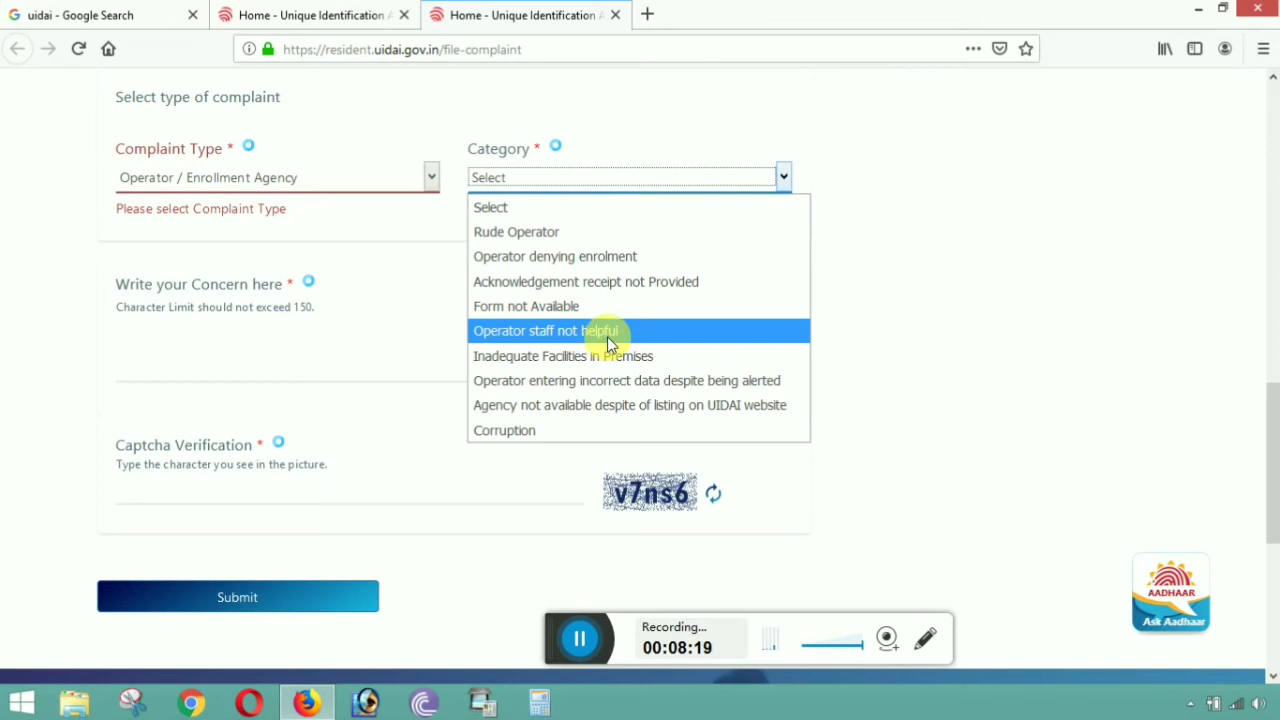 uidai - Google Search
Home - Unique Identification A
Home - Unique Identification A
https://resident.uidai.gov.in/file-complaint
Select type of complaint
Complaint Type *
Category *
Operator / Enrollment Agency
Select
Please select Complaint Type
Select
Rude Operator
Operator denying enrolment
Acknowledgement receipt not Provided
Form not Available
Operator staff not helpful
Inadequate Facilities in Premises
Operator entering incorrect data despite being alerted
Agency not available despite of listing on UIDAI website
Corruption
Write your Concern here *
Character Limit should not exceed 150.
Captcha Verification *
Type the character you see in the picture.
v7ns6
Submit
AADHAAR
Ask Aadhaar
Recording...
00:08:19